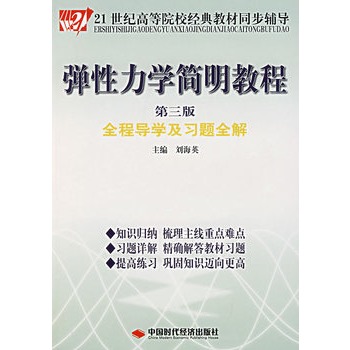 21世纪高等院校经典教材同步辅导
ERSHIYISHIJIGAODENGYUANXIAOJINGDIANJIAOCAITONGBUFUDAO
弹性力学简明教程
第三版
全程导学及习题全解
主编 刘海英
◆知识归纳 梳理主线重点难点
◆习题详解 精确解答教材习题
◆提高练习 巩固知识迈向更高
中国时代经济出版社
China Modern Economic Publishing House